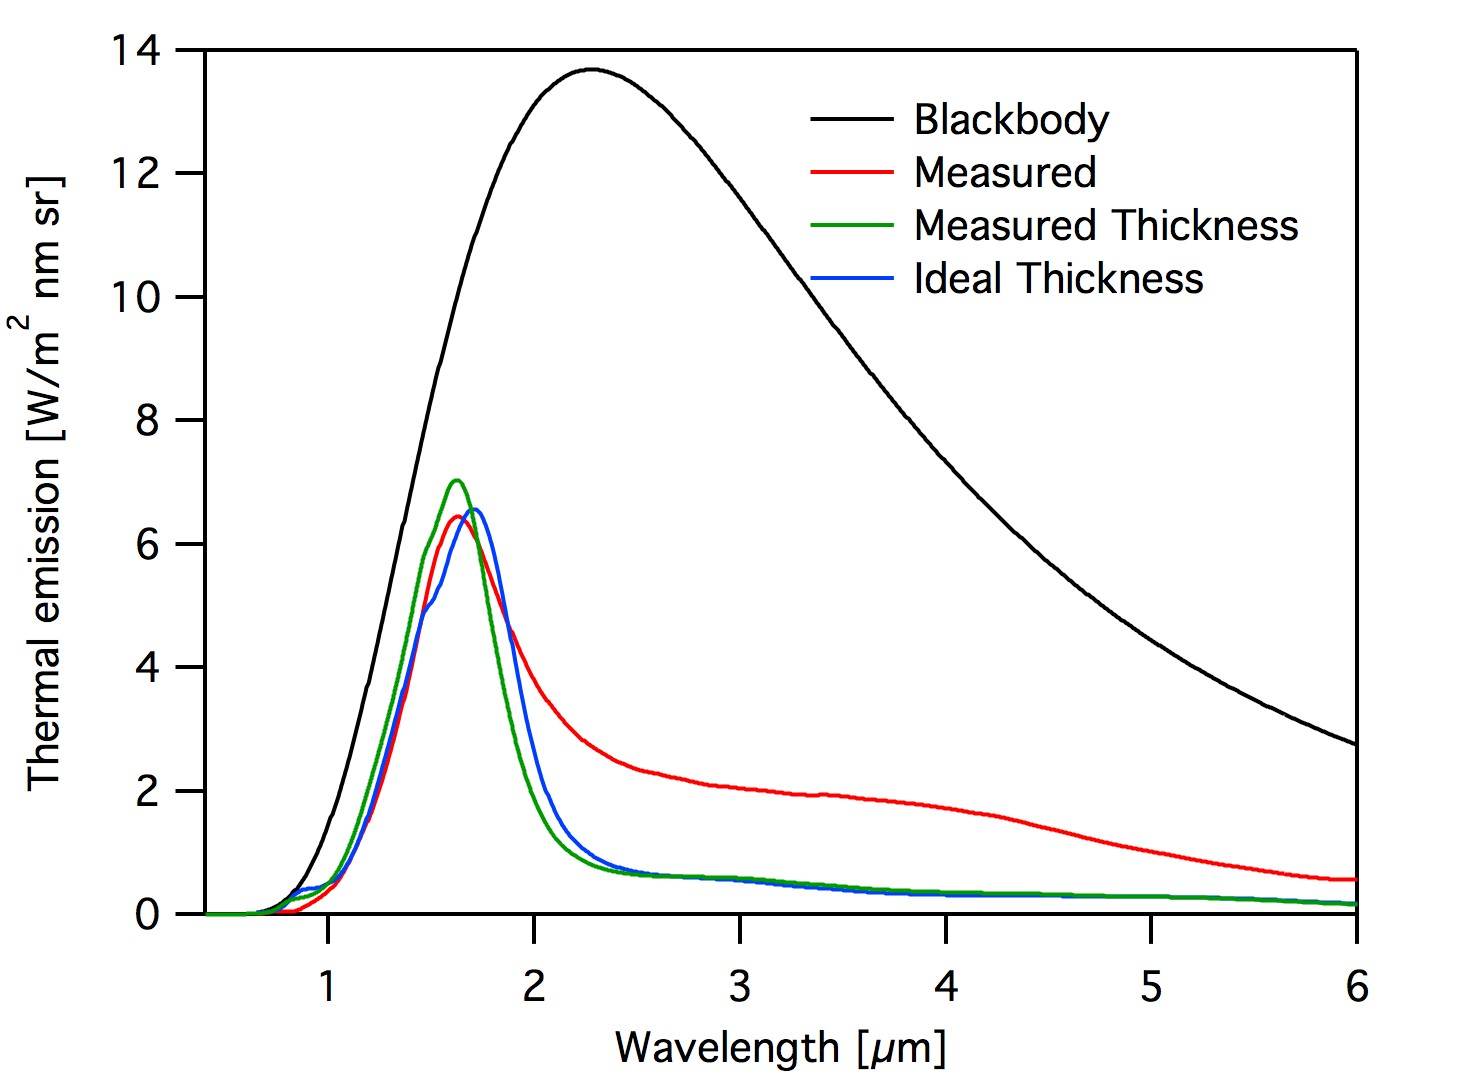 14
12
10
8
6
4
2
0
Thermal emission [W/m² nm sr]
Blackbody
Measured
Measured Thickness
Ideal Thickness
1 2 3 4 5 6
Wavelength [µm]